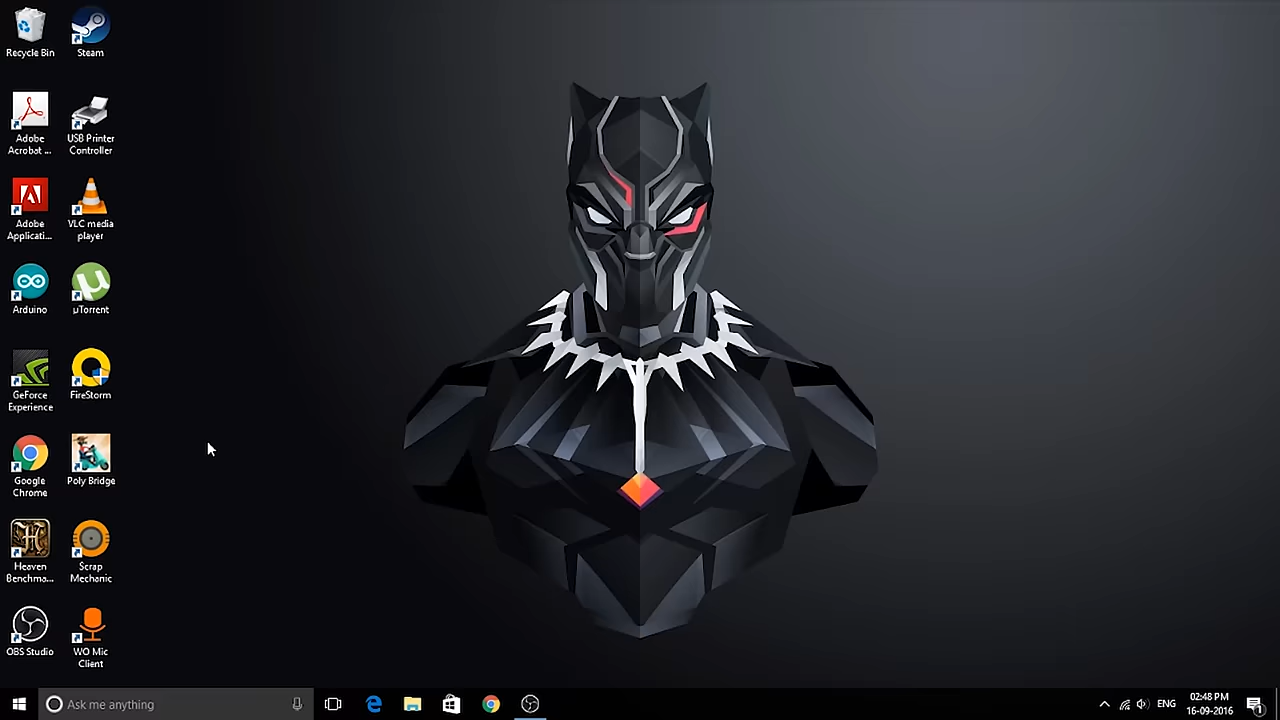 Recycle Bin
Steam
Adobe
Acrobat ...
USB Printer
Controller
Adobe
Applicati...
VLC media
player
Arduino
µTorrent
GeForce
Experience
FireStorm
Google
Chrome
Poly Bridge
Heaven
Benchma...
Scrap
Mechanic
OBS Studio
WO Mic
Client
Ask me anything
ENG
02:48 PM
16-09-2016
1